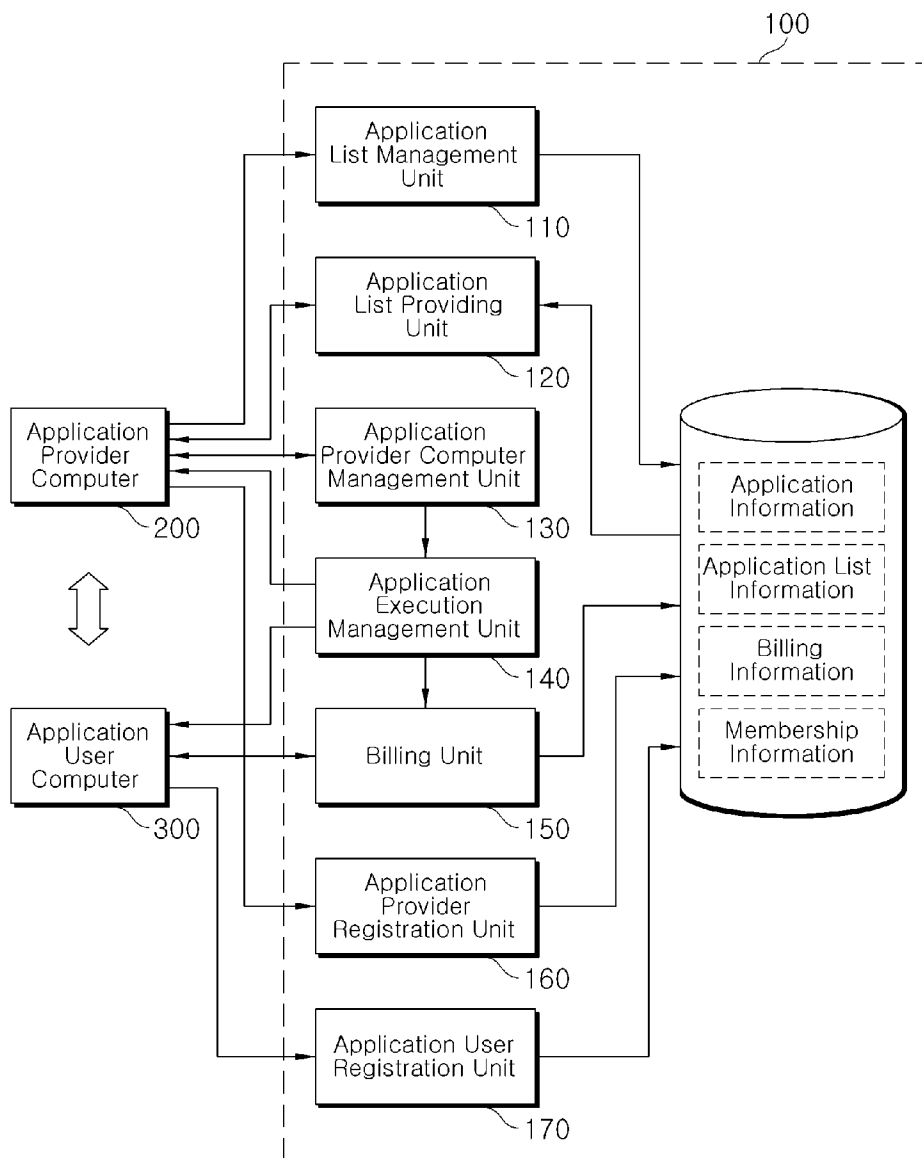 100
Application
List Management
Unit
110
Application
List Providing
Unit
120
Application
Provider
Computer
200
Application
Provider Computer
Management Unit
130
Application
Execution
Management Unit
140
Application
User
Computer
300
Billing Unit
150
Application
Provider
Registration Unit
160
Application User
Registration Unit
170
Application
Information
Application List
Information
Billing
Information
Membership
Information